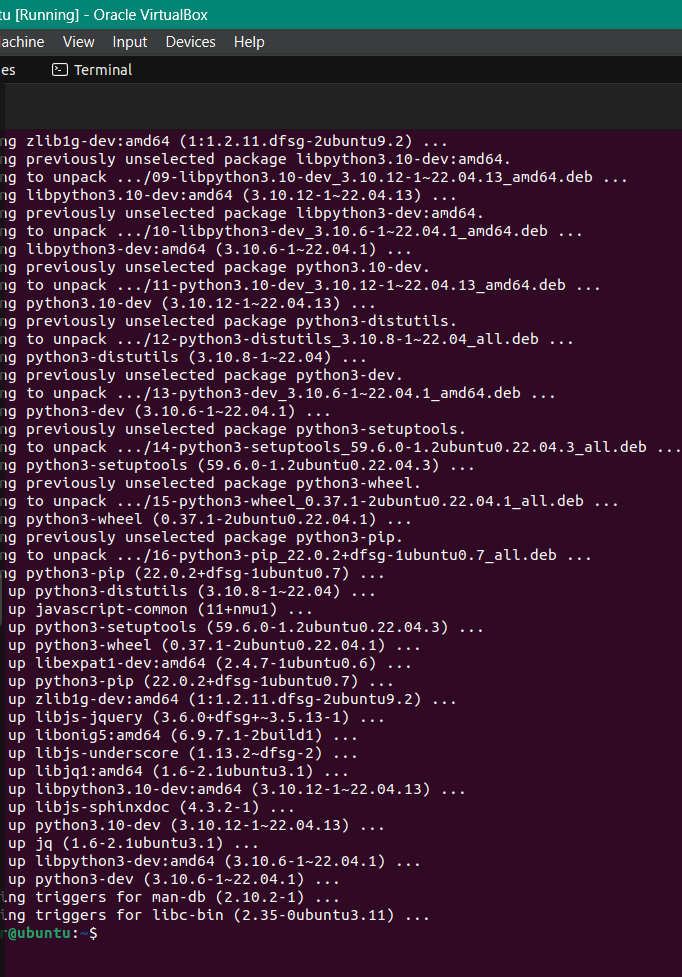 tu [Running] - Oracle VirtualBox
achine View Input Devices Help
es Terminal
ng zlib1g-dev:amd64 (1:1.2.11.dfsg-2ubuntu9.2) ...
ng previously unselected package libpython3.10-dev:amd64.
ng to unpack .../09-libpython3.10-dev_3.10.12-1~22.04.13_amd64.deb ...
ng libpython3.10-dev:amd64 (3.10.12-1~22.04.13) ...
ng previously unselected package libpython3-dev:amd64.
ng to unpack .../10-libpython3-dev_3.10.6-1~22.04.1_amd64.deb ...
ng libpython3-dev:amd64 (3.10.6-1~22.04.1) ...
ng previously unselected package python3.10-dev.
ng to unpack .../11-python3.10-dev_3.10.12-1~22.04.13_amd64.deb ...
ng python3.10-dev (3.10.12-1~22.04.13) ...
ng previously unselected package python3-distutils.
ng to unpack .../12-python3-distutils_3.10.8-1~22.04_all.deb ...
ng python3-distutils (3.10.8-1~22.04) ...
ng previously unselected package python3-dev.
ng to unpack .../13-python3-dev_3.10.6-1~22.04.1_amd64.deb ...
ng python3-dev (3.10.6-1~22.04.1) ...
ng previously unselected package python3-setuptools.
ng to unpack .../14-python3-setuptools_59.6.0-1.2ubuntu0.22.04.3_all.deb ...
ng python3-setuptools (59.6.0-1.2ubuntu0.22.04.3) ...
ng previously unselected package python3-wheel.
ng to unpack .../15-python3-wheel_0.37.1-2ubuntu0.22.04.1_all.deb ...
ng python3-wheel (0.37.1-2ubuntu0.22.04.1) ...
ng previously unselected package python3-pip.
ng to unpack .../16-python3-pip_22.0.2+dfsg-1ubuntu0.7_all.deb ...
ng python3-pip (22.0.2+dfsg-1ubuntu0.7) ...
up python3-distutils (3.10.8-1~22.04) ...
up javascript-common (11+nmu1) ...
up python3-setuptools (59.6.0-1.2ubuntu0.22.04.3) ...
up python3-wheel (0.37.1-2ubuntu0.22.04.1) ...
up libexpat1-dev:amd64 (2.4.7-1ubuntu0.6) ...
up python3-pip (22.0.2+dfsg-1ubuntu0.7) ...
up zlib1g-dev:amd64 (1:1.2.11.dfsg-2ubuntu9.2) ...
up libjs-jquery (3.6.0+dfsg+~3.5.13-1) ...
up libonig5:amd64 (6.9.7.1-2build1) ...
up libjs-underscore (1.13.2~dfsg-2) ...
up libjq1:amd64 (1.6-2.1ubuntu3.1) ...
up libpython3.10-dev:amd64 (3.10.12-1~22.04.13) ...
up libjs-sphinxdoc (4.3.2-1) ...
up python3.10-dev (3.10.12-1~22.04.13) ...
up jq (1.6-2.1ubuntu3.1) ...
up libpython3-dev:amd64 (3.10.6-1~22.04.1) ...
up python3-dev (3.10.6-1~22.04.1) ...
ing triggers for man-db (2.10.2-1) ...
ing triggers for libc-bin (2.35-0ubuntu3.11) ...
r@ubuntu:~$